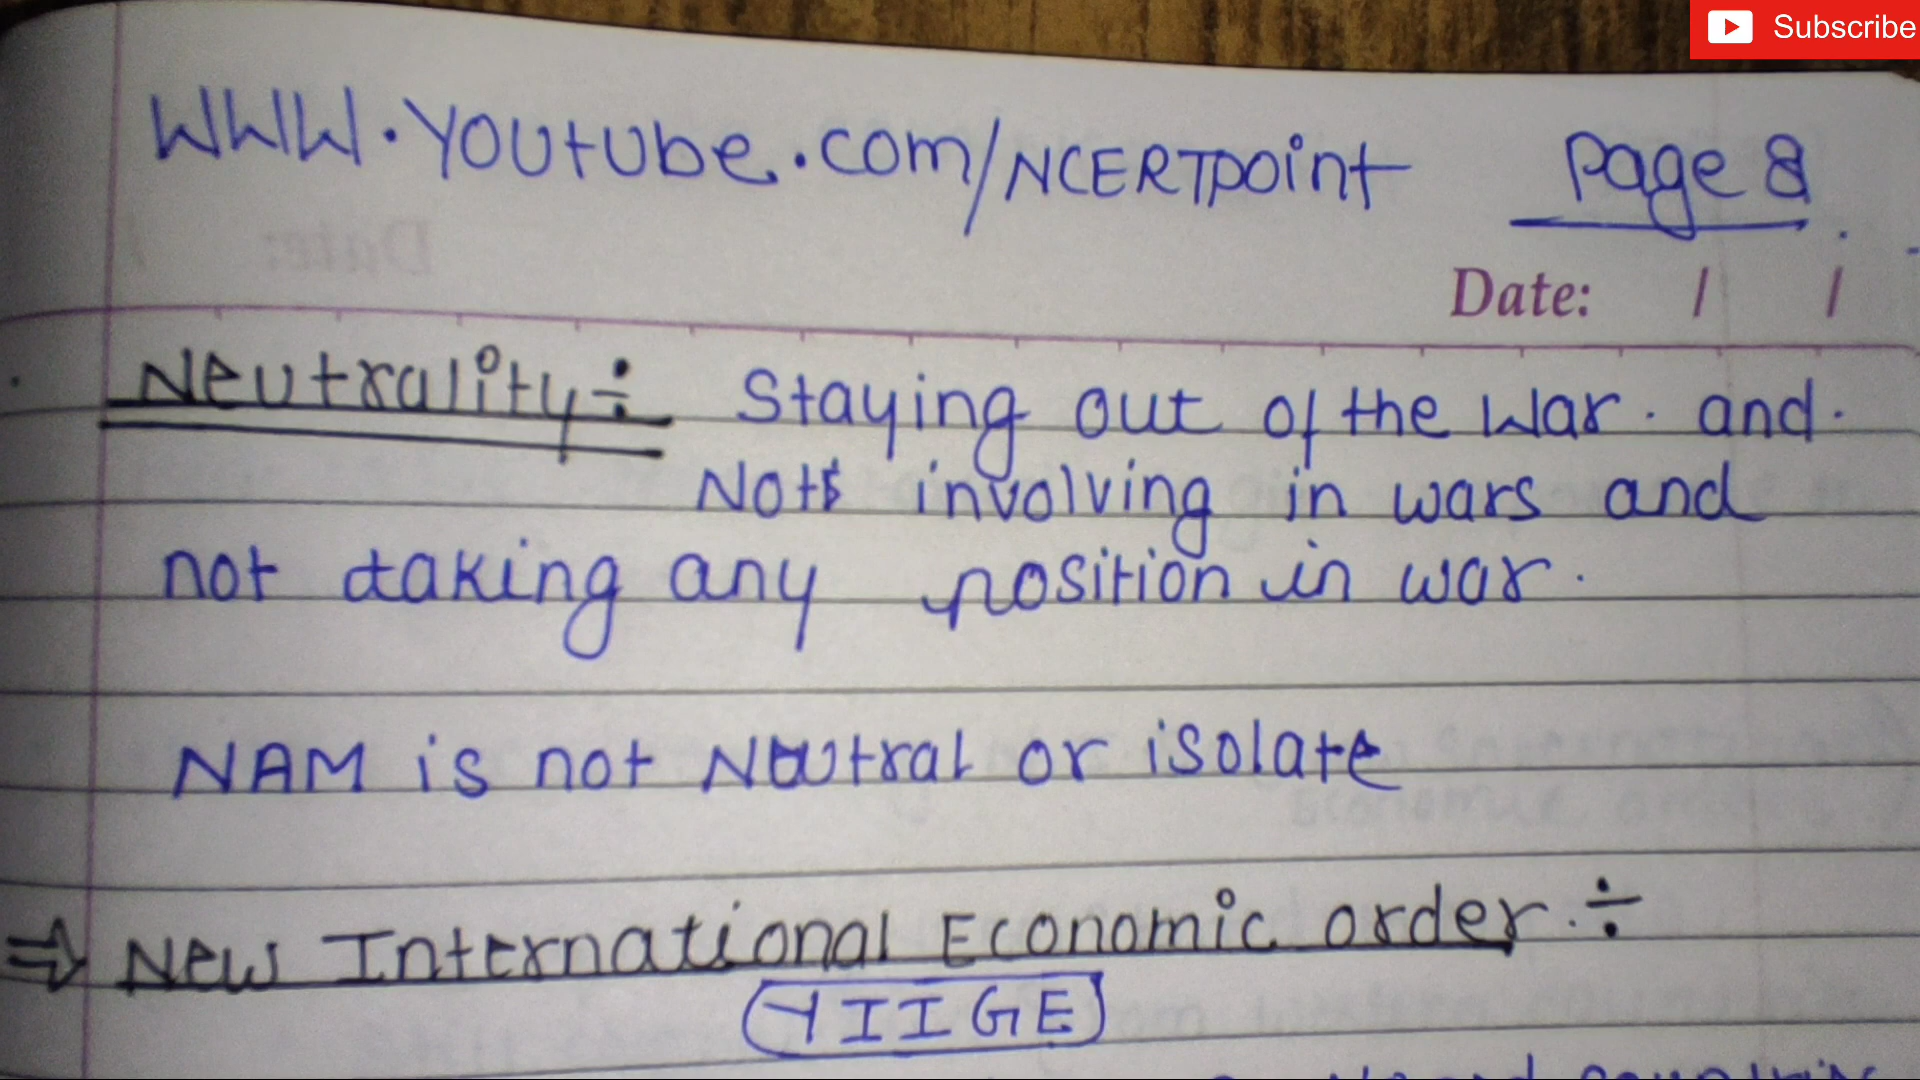 Subscribe
WWW.YOUtUbe.com/NCERTpoint Page 8
Date: / /
Neutrality ÷ Staying out of the War. and.
Not involving in wars and
not taking any position in war.
NAM is not Neutral or isolate
⇒ New International Economic order.÷
YIIGE